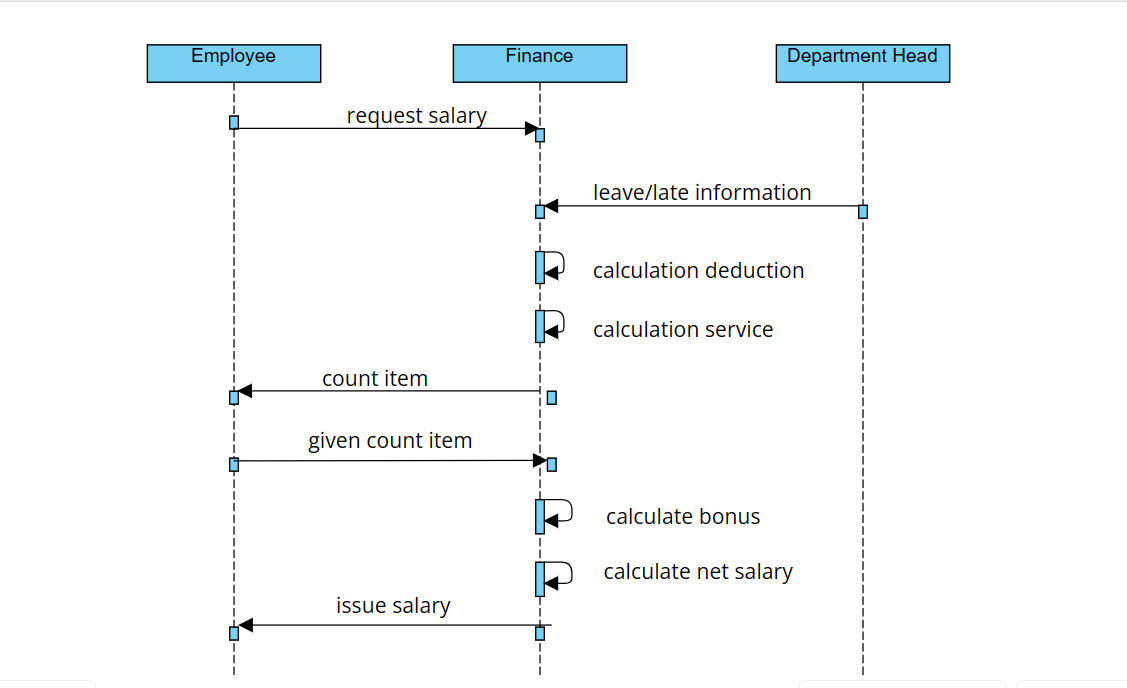 Employee
Finance
Department Head
request salary
leave/late information
calculation deduction
calculation service
count item
given count item
calculate bonus
calculate net salary
issue salary